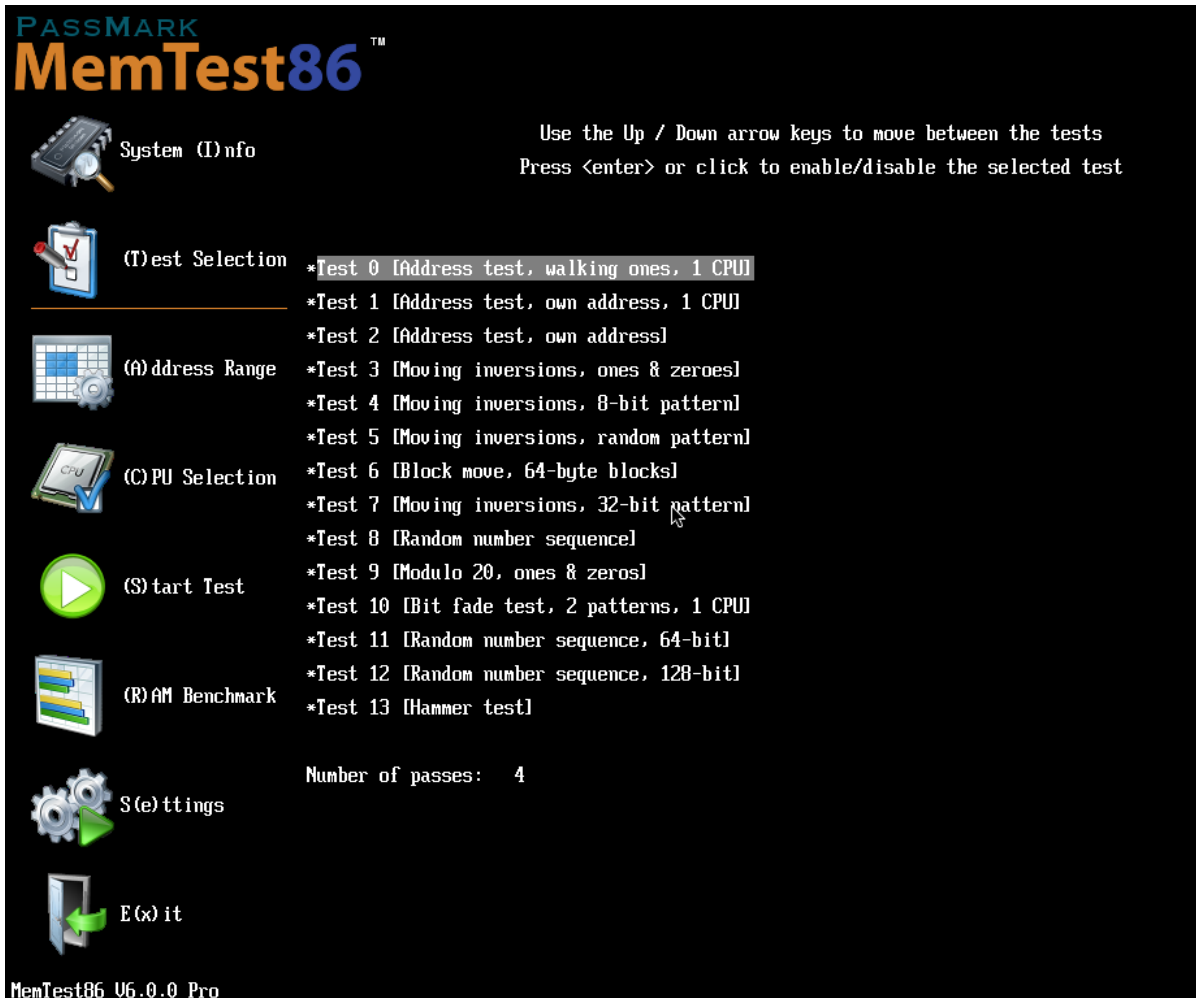 PASSMARK
MemTest86™
System (I)nfo
Use the Up / Down arrow keys to move between the tests
Press <enter> or click to enable/disable the selected test
(T)est Selection
*Test 0 [Address test, walking ones, 1 CPU]
*Test 1 [Address test, own address, 1 CPU]
*Test 2 [Address test, own address]
(A)ddress Range
*Test 3 [Moving inversions, ones & zeroes]
*Test 4 [Moving inversions, 8-bit pattern]
*Test 5 [Moving inversions, random pattern]
CPU
(C)PU Selection
*Test 6 [Block move, 64-byte blocks]
*Test 7 [Moving inversions, 32-bit pattern]
*Test 8 [Random number sequence]
*Test 9 [Modulo 20, ones & zeros]
(S)tart Test
*Test 10 [Bit fade test, 2 patterns, 1 CPU]
*Test 11 [Random number sequence, 64-bit]
*Test 12 [Random number sequence, 128-bit]
(R)AM Benchmark
*Test 13 [Hammer test]
Number of passes: 4
S(e)ttings
E(x)it
MemTest86 V6.0.0 Pro